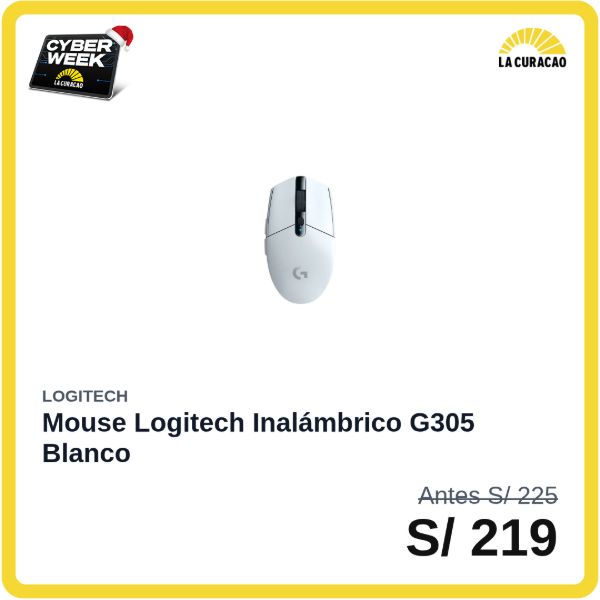 CYBER
WEEK
LA CURACAO
LA CURACAO
LOGITECH
Mouse Logitech Inalámbrico G305
Blanco
Antes S/ 225
S/ 219